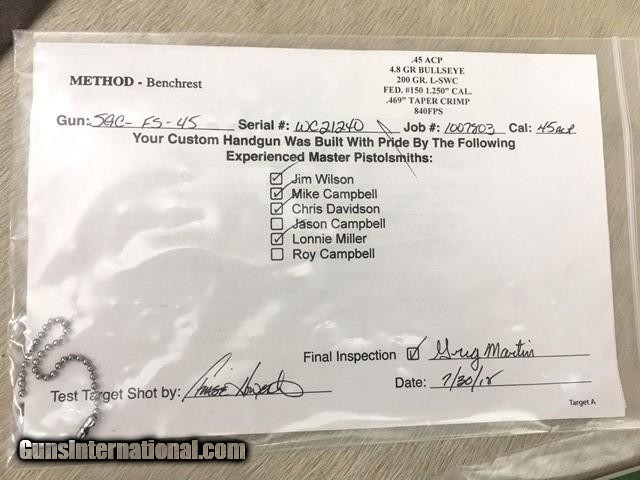 METHOD - Benchrest
.45 ACP
4.8 GR BULLSEYE
200 GR. L-SWC
FED. #150 1.250" CAL.
.469" TAPER CRIMP
840FPS
Gun: SAC-FS-45 Serial #: WC21240 Job #: 1007803 Cal: 45 ACP
Your Custom Handgun Was Built With Pride By The Following
Experienced Master Pistolsmiths:
Jim Wilson
Mike Campbell
Chris Davidson
Jason Campbell
Lonnie Miller
Roy Campbell
Final Inspection Greg Martin
Test Target Shot by:
Date: 7/30/18
Target A
GunsInternational.com